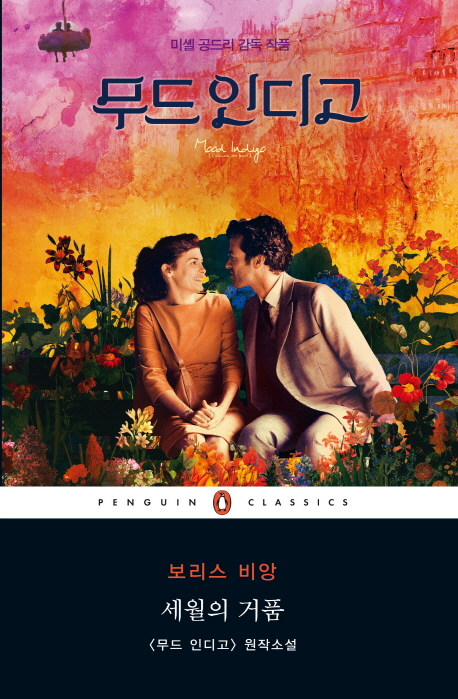 미셸 공드리 감독 작품
무드 인디고
Mood Indigo
PENGUIN CLASSICS
보리스 비앙
세월의 거품
〈무드 인디고〉 원작소설